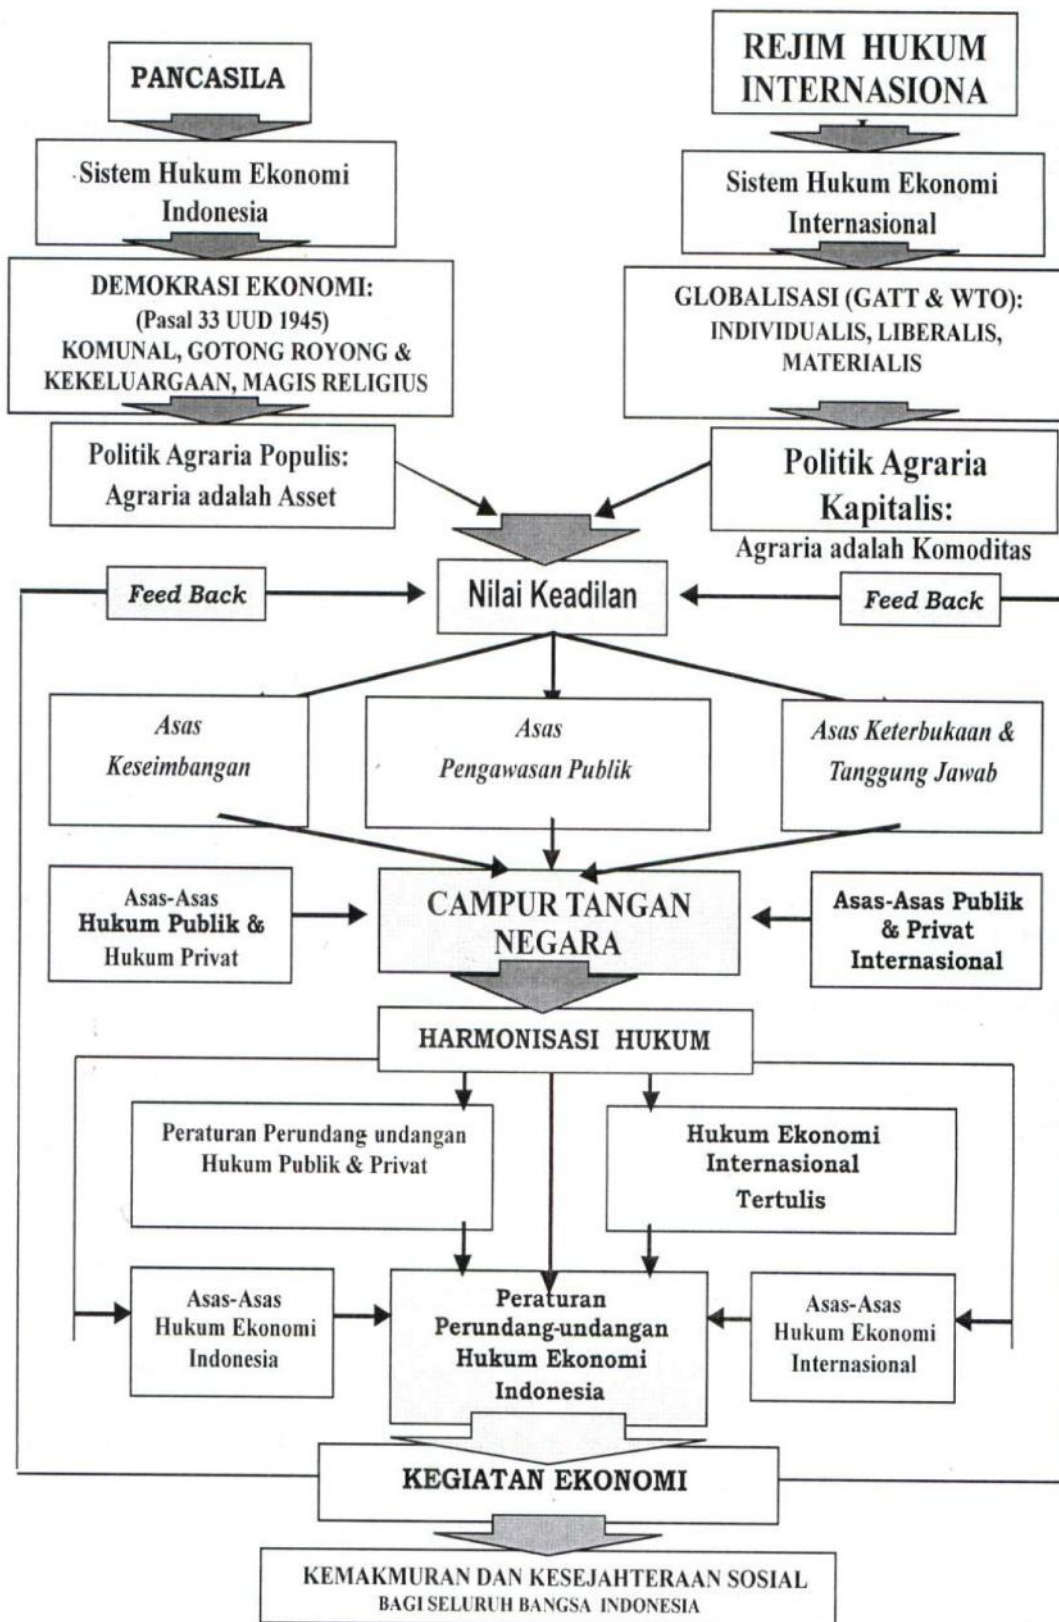 PANCASILA
REJIM HUKUM
INTERNASIONA
Sistem Hukum Ekonomi
Indonesia
Sistem Hukum Ekonomi
Internasional
DEMOKRASI EKONOMI:
(Pasal 33 UUD 1945)
KOMUNAL, GOTONG ROYONG &
KEKELUARGAAN, MAGIS RELIGIUS
GLOBALISASI (GATT & WTO):
INDIVIDUALIS, LIBERALIS,
MATERIALIS
Politik Agraria Populis:
Agraria adalah Asset
Politik Agraria
Kapitalis:
Agraria adalah Komoditas
Feed Back
Nilai Keadilan
Feed Back
Asas
Keseimbangan
Asas
Pengawasan Publik
Asas Keterbukaan &
Tanggung Jawab
Asas-Asas
Hukum Publik &
Hukum Privat
CAMPUR TANGAN
NEGARA
Asas-Asas Publik
& Privat
Internasional
HARMONISASI HUKUM
Peraturan Perundang undangan
Hukum Publik & Privat
Hukum Ekonomi
Internasional
Tertulis
Asas-Asas
Hukum Ekonomi
Indonesia
Peraturan
Perundang-undangan
Hukum Ekonomi
Indonesia
Asas-Asas
Hukum Ekonomi
Internasional
KEGIATAN EKONOMI
KEMAKMURAN DAN KESEJAHTERAAN SOSIAL
BAGI SELURUH BANGSA INDONESIA